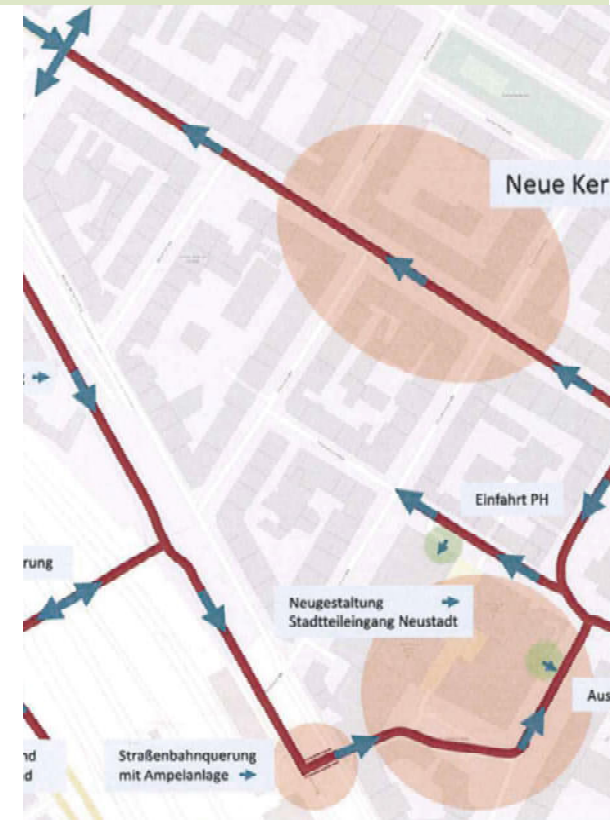 Neue Ker
Einfahrt PH
rung
Neugestaltung
Stadtteileingang Neustadt
Aus
Straßenbahnquerung
mit Ampelanlage
nd
d